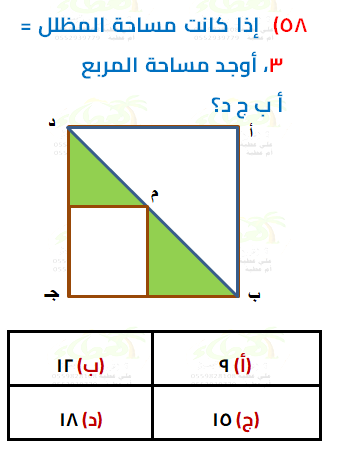 ٥٨) إذا كانت مساحة المظلل =
٣، أوجد مساحة المربع
أ ب ج د؟
د
أ
م
جـ
ب
(أ) ٩
(ب) ١٢
(ج) ١٥
(د) ١٨